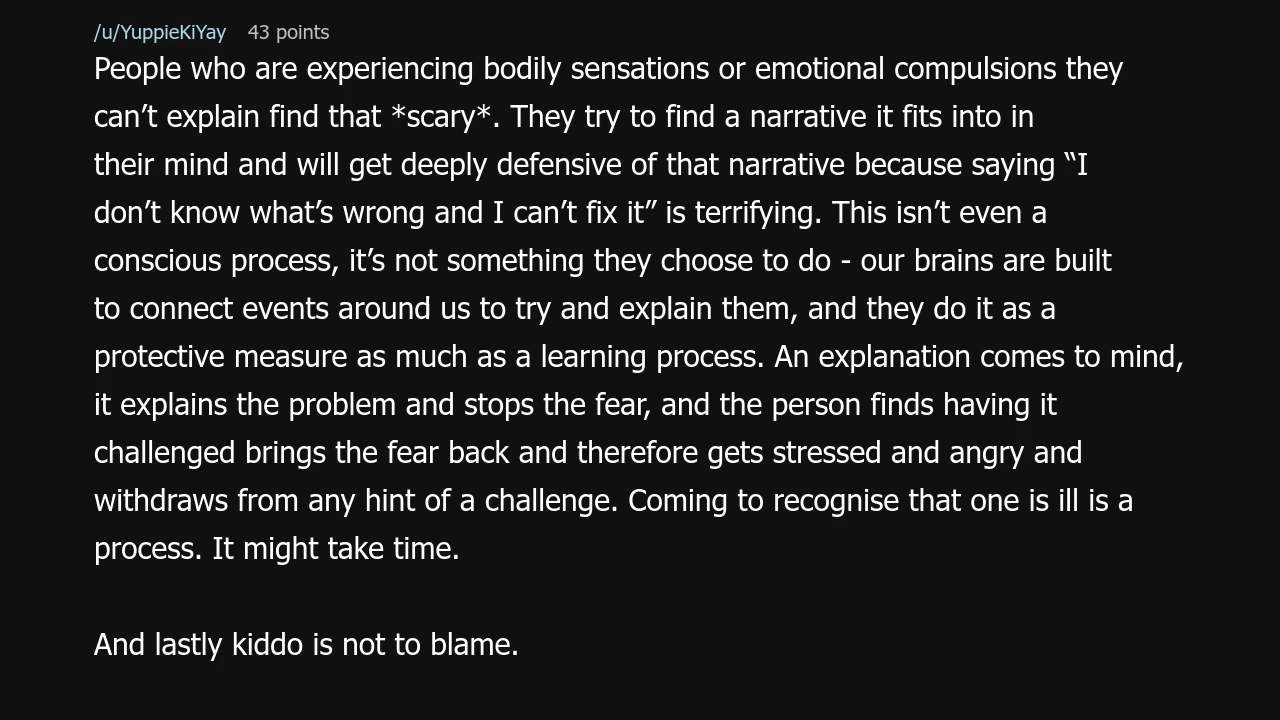 /u/YuppieKiYay 43 points
People who are experiencing bodily sensations or emotional compulsions they
can’t explain find that *scary*. They try to find a narrative it fits into in
their mind and will get deeply defensive of that narrative because saying “I
don’t know what’s wrong and I can’t fix it” is terrifying. This isn’t even a
conscious process, it’s not something they choose to do - our brains are built
to connect events around us to try and explain them, and they do it as a
protective measure as much as a learning process. An explanation comes to mind,
it explains the problem and stops the fear, and the person finds having it
challenged brings the fear back and therefore gets stressed and angry and
withdraws from any hint of a challenge. Coming to recognise that one is ill is a
process. It might take time.
And lastly kiddo is not to blame.